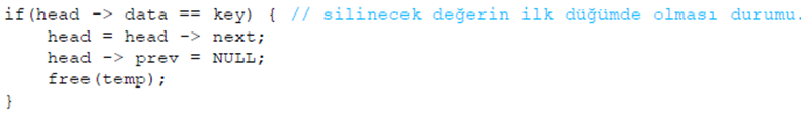 if(head -> data == key) { // silinecek değerin ilk düğümde olması durumu.
    head = head -> next;
    head -> prev = NULL;
    free(temp);
}